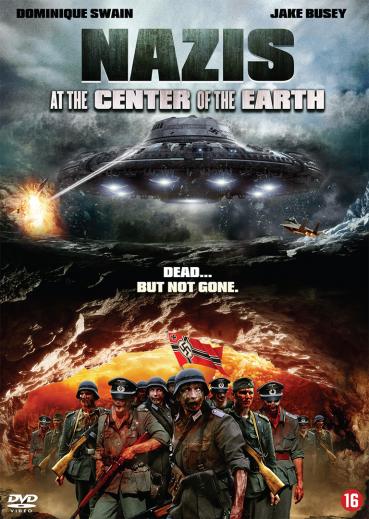 DOMINIQUE SWAIN JAKE BUSEY
NAZIS
AT THE CENTER OF THE EARTH
DEAD...
BUT NOT GONE.
DVD
VIDEO
16